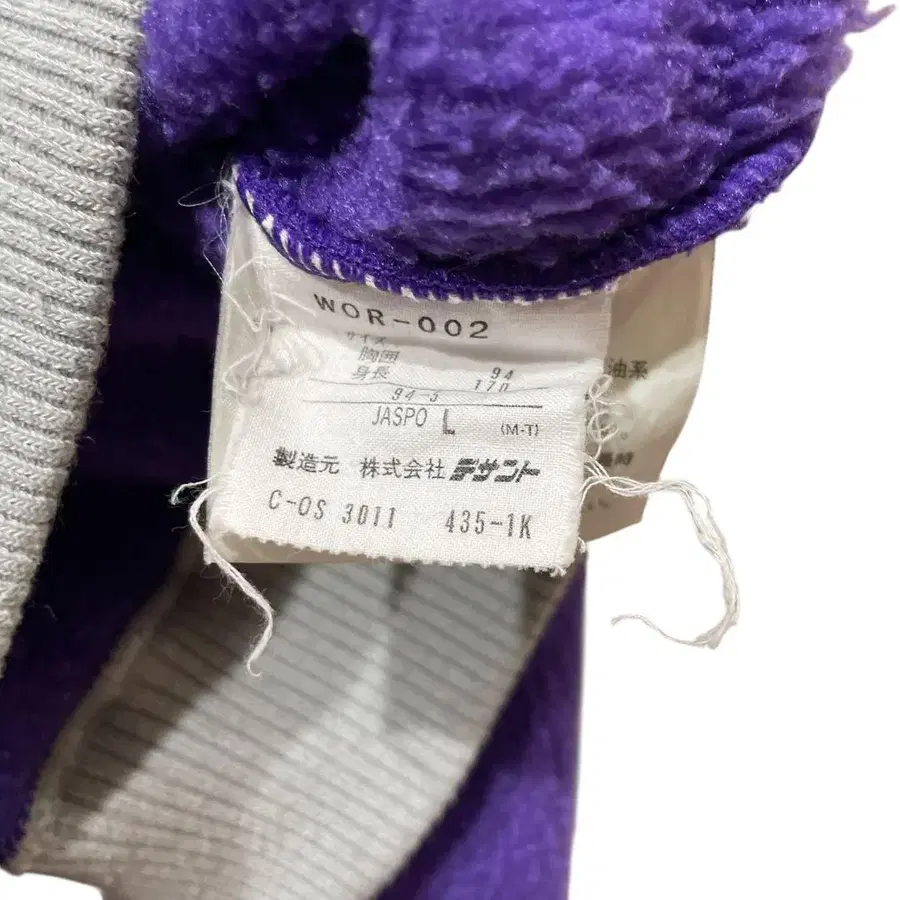 WOR-002
サイズ
胸囲 94
身長 170
94-5
JASPO L (M-T)
製造元 株式会社デサント
C-OS 3011 435-1K
油系